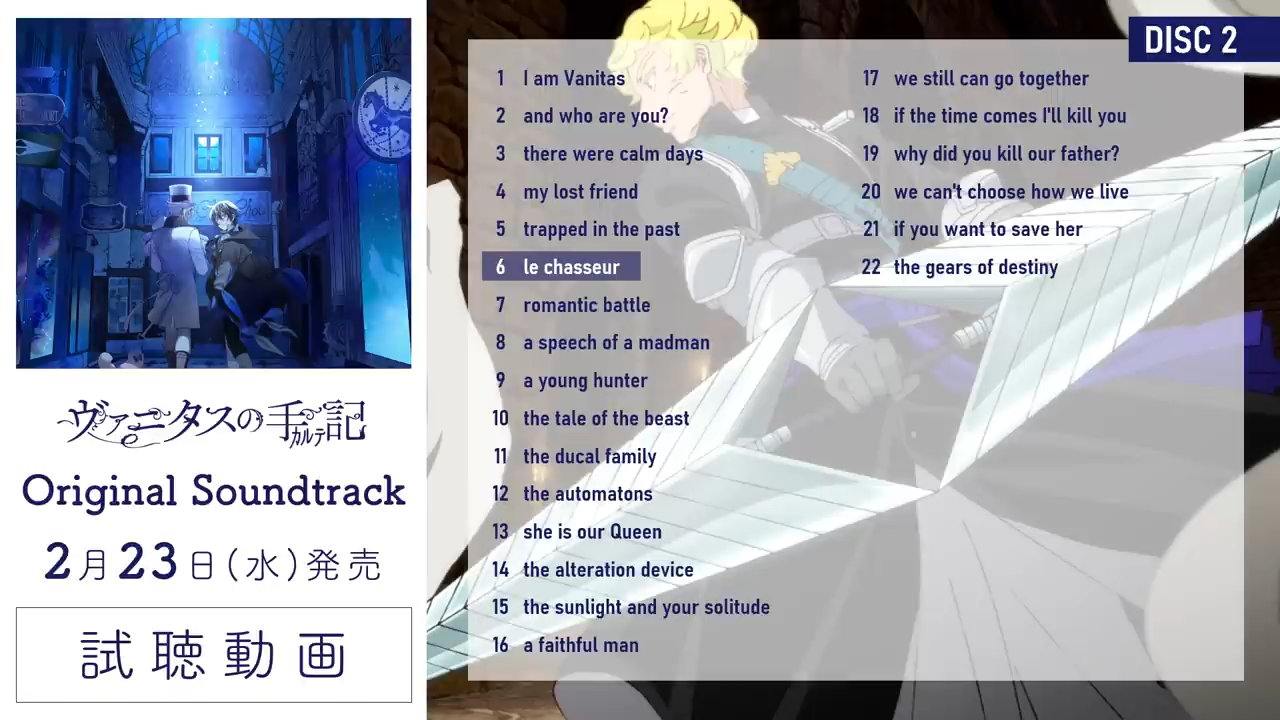 ヴァニタスの手記
カルテ
Original Soundtrack
2月23日(水)発売
試聴動画
DISC 2
1 I am Vanitas
2 and who are you?
3 there were calm days
4 my lost friend
5 trapped in the past
6 le chasseur
7 romantic battle
8 a speech of a madman
9 a young hunter
10 the tale of the beast
11 the ducal family
12 the automatons
13 she is our Queen
14 the alteration device
15 the sunlight and your solitude
16 a faithful man
17 we still can go together
18 if the time comes I'll kill you
19 why did you kill our father?
20 we can't choose how we live
21 if you want to save her
22 the gears of destiny